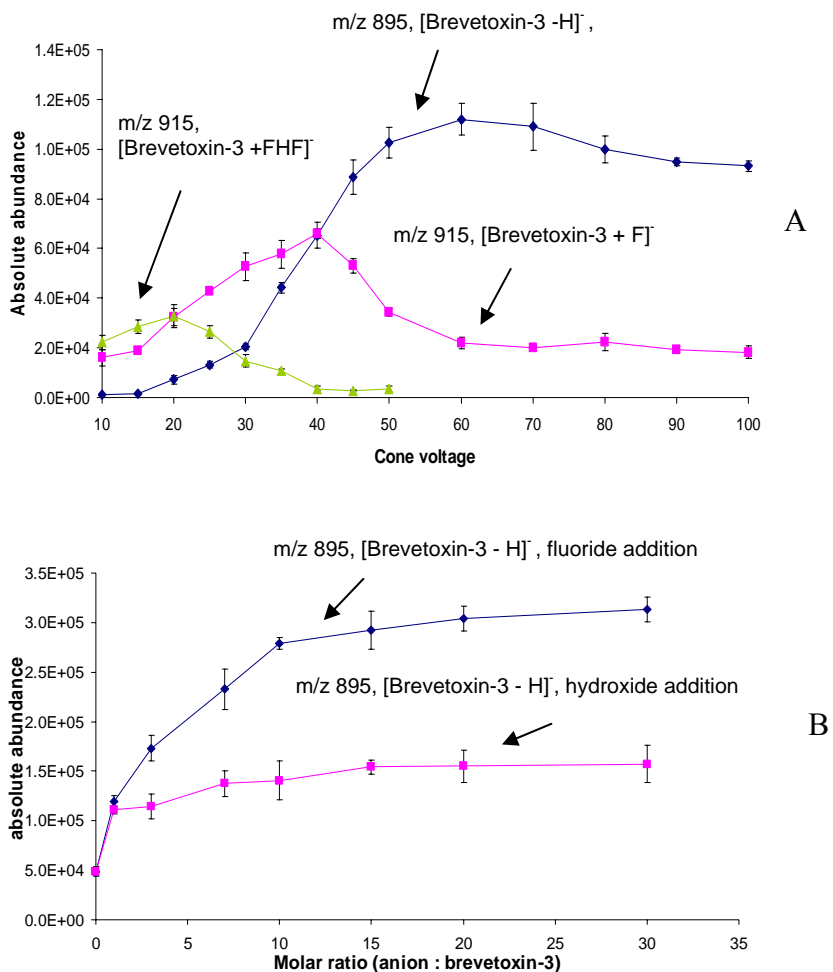 m/z 895, [Brevetoxin-3 -H]⁻,
1.4E+05
1.2E+05
1.0E+05
8.0E+04
6.0E+04
4.0E+04
2.0E+04
0.0E+00
Absolute abundance
m/z 915,
[Brevetoxin-3 +FHF]⁻
m/z 915, [Brevetoxin-3 + F]⁻
A
10 20 30 40 50 60 70 80 90 100
Cone voltage
m/z 895, [Brevetoxin-3 - H]⁻, fluoride addition
3.5E+05
3.0E+05
2.5E+05
2.0E+05
1.5E+05
1.0E+05
5.0E+04
0.0E+00
absolute abundance
m/z 895, [Brevetoxin-3 - H]⁻, hydroxide addition
B
0 5 10 15 20 25 30 35
Molar ratio (anion : brevetoxin-3)